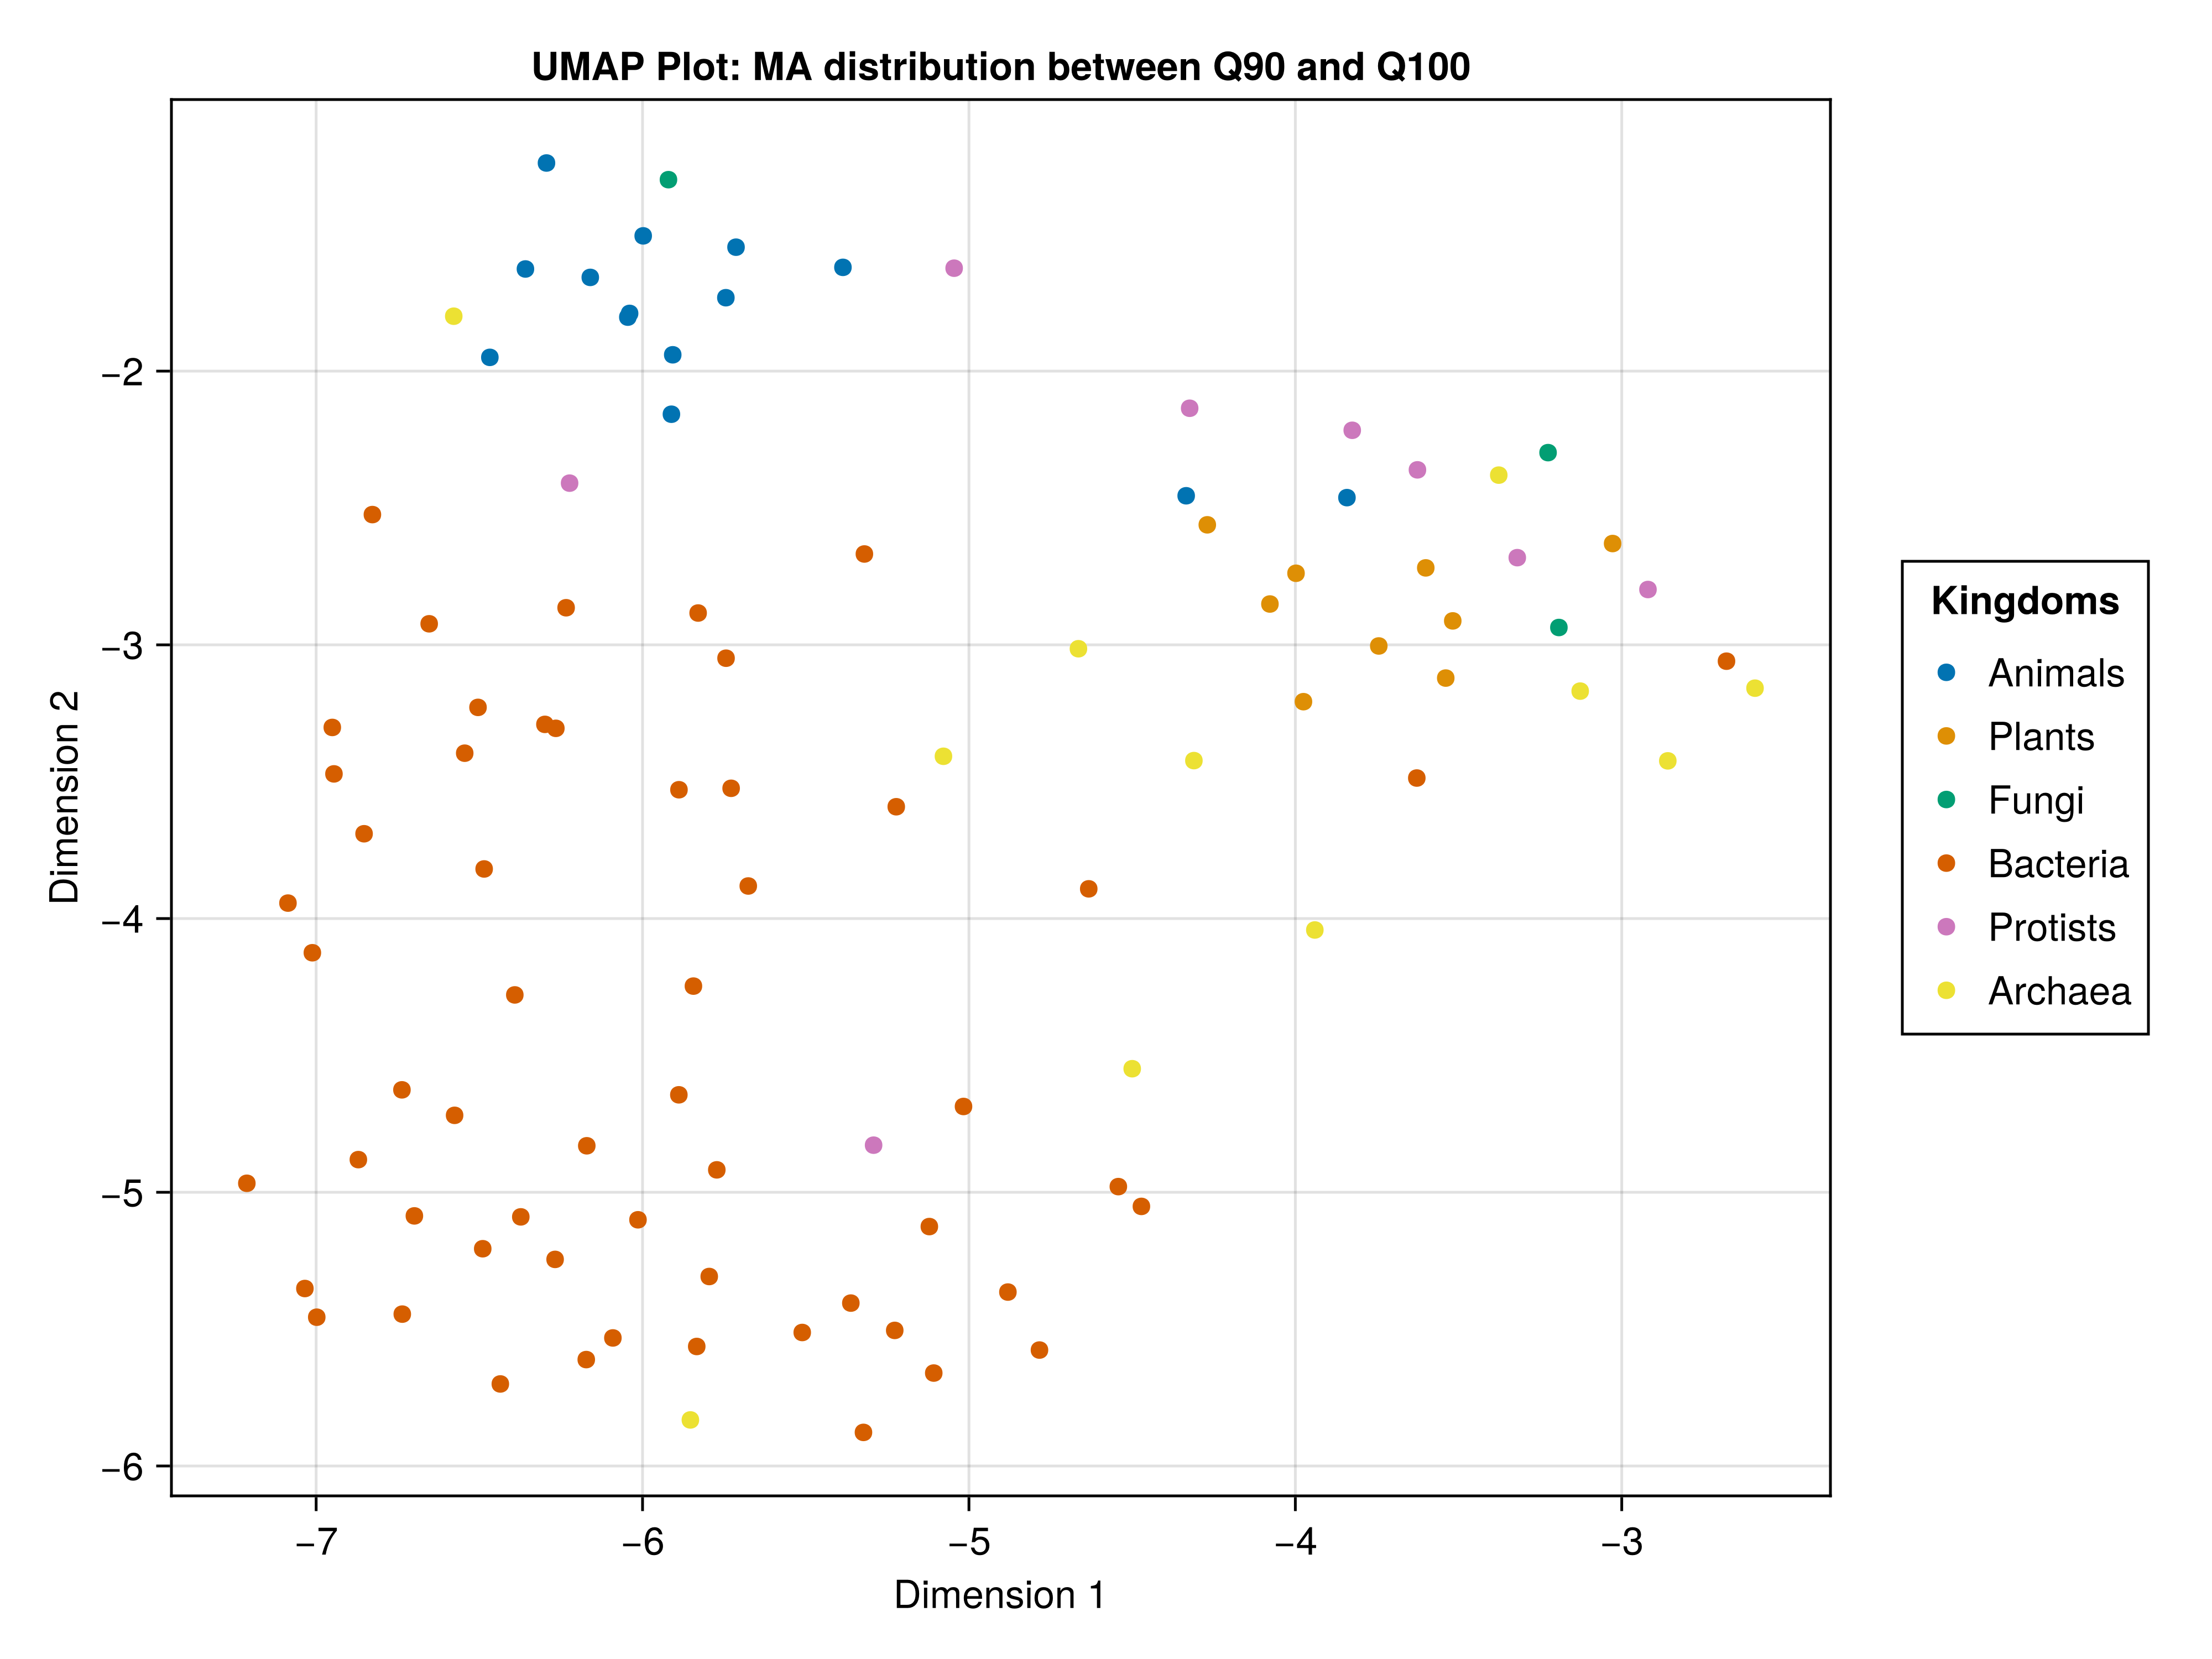 UMAP Plot: MA distribution between Q90 and Q100
−2
−3
−4
−5
−6
Dimension 2
−7
−6
−5
−4
−3
Dimension 1
Kingdoms
Animals
Plants
Fungi
Bacteria
Protists
Archaea